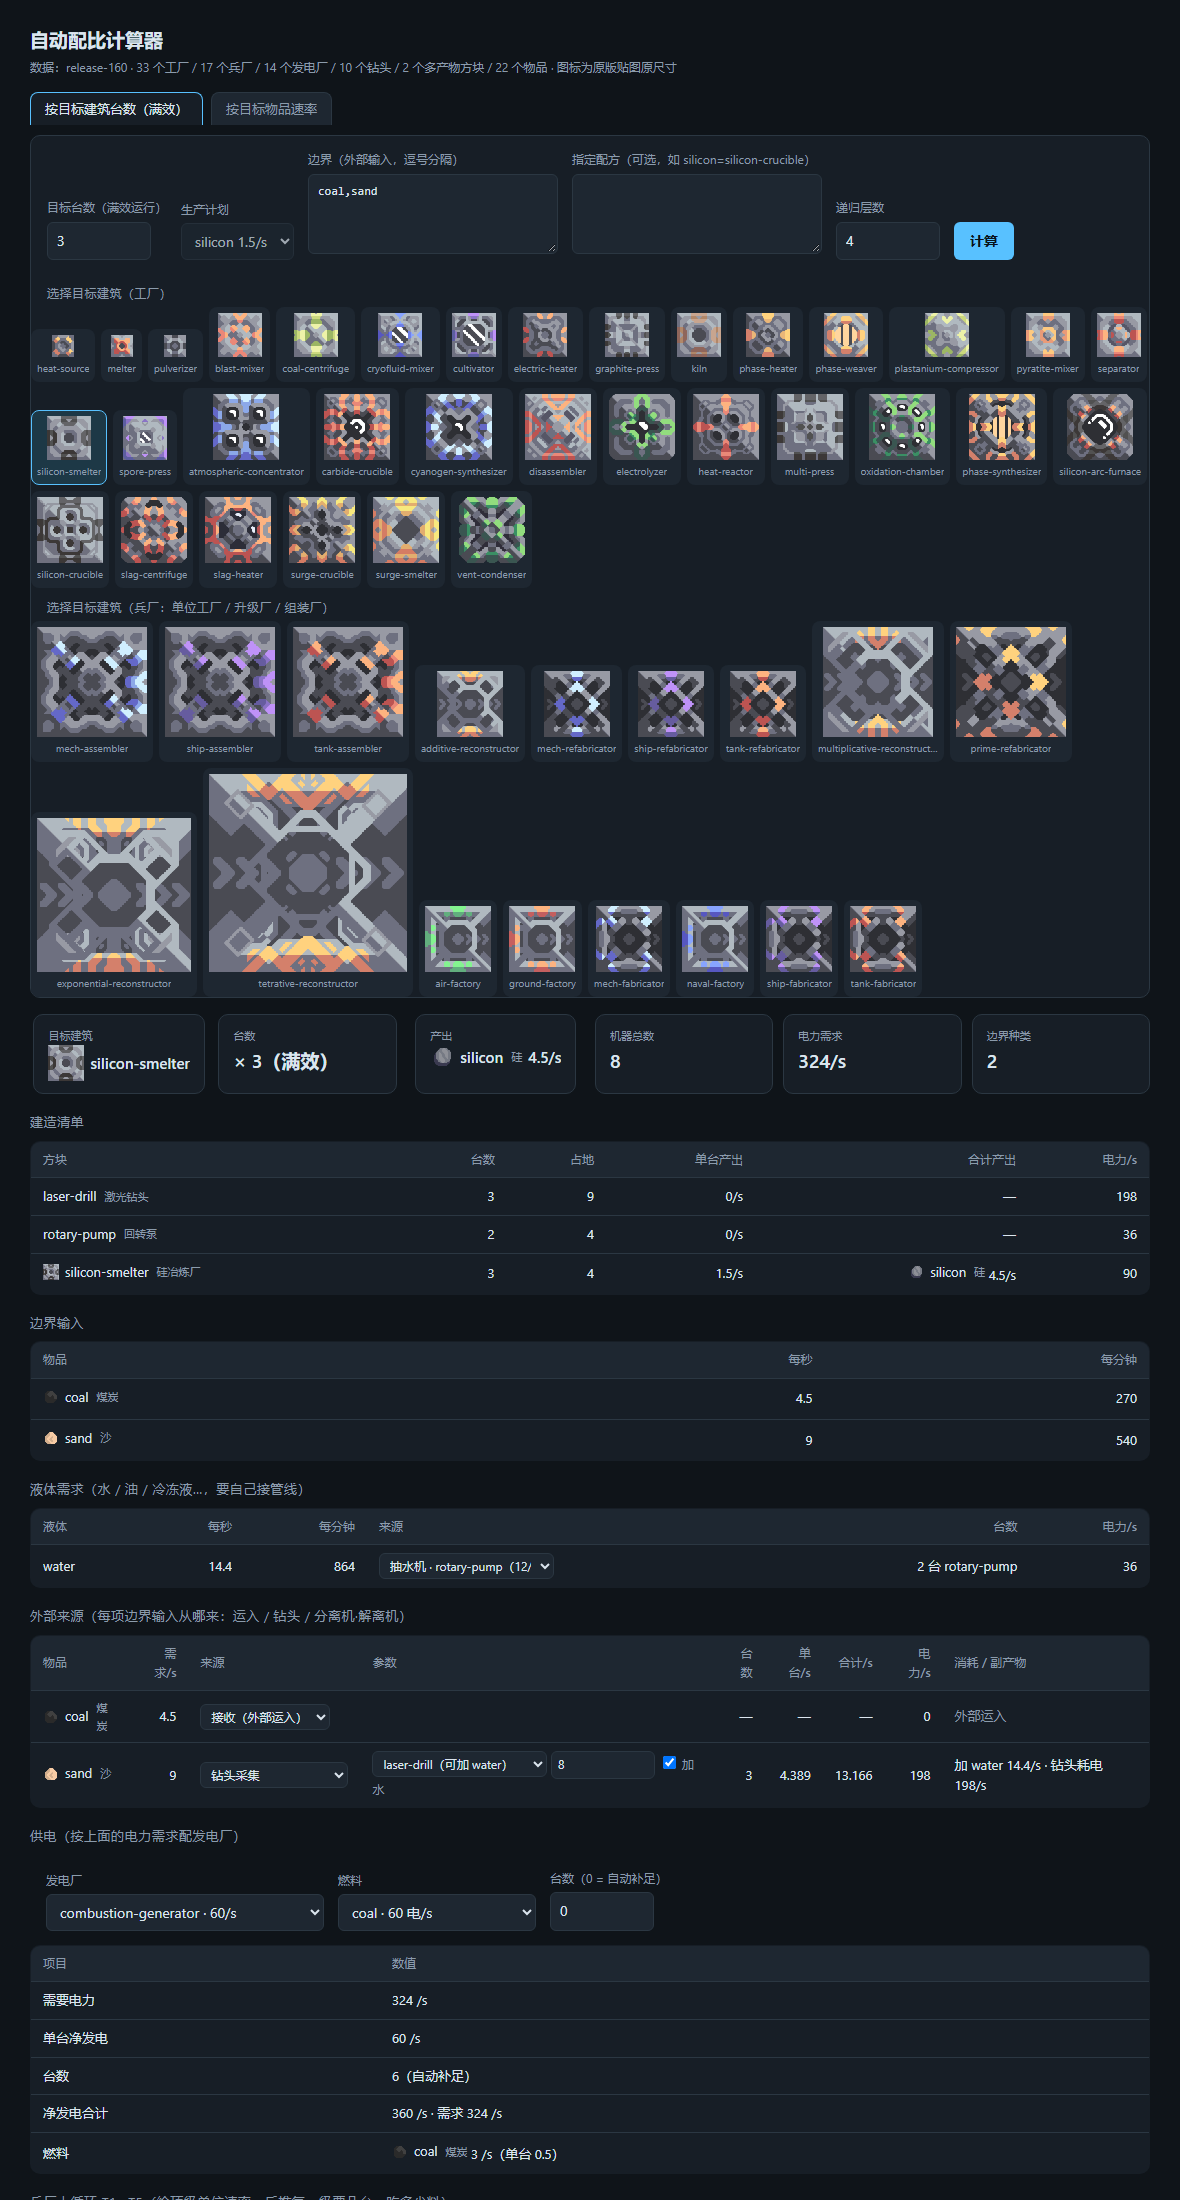 自动配比计算器
数据：release-160 · 33 个工厂 / 17 个兵厂 / 14 个发电厂 / 10 个钻头 / 2 个多产物方块 / 22 个物品 · 图标为原版贴图原尺寸
按目标建筑台数（满效） 按目标物品速率
边界（外部输入，逗号分隔） 指定配方（可选，如 silicon=silicon-crucible）
目标台数（满效运行） 生产计划 递归层数
3 silicon 1.5/s coal,sand 4 计算
选择目标建筑（工厂）
heat-source melter pulverizer blast-mixer coal-centrifuge cryofluid-mixer cultivator electric-heater graphite-press kiln phase-heater phase-weaver plastanium-compressor pyratite-mixer separator
silicon-smelter spore-press atmospheric-concentrator carbide-crucible cyanogen-synthesizer disassembler electrolyzer heat-reactor multi-press oxidation-chamber phase-synthesizer silicon-arc-furnace
silicon-crucible slag-centrifuge slag-heater surge-crucible surge-smelter vent-condenser
选择目标建筑（兵厂：单位工厂 / 升级厂 / 组装厂）
mech-assembler ship-assembler tank-assembler additive-reconstructor mech-refabricator ship-refabricator tank-refabricator multiplicative-reconstruct... prime-refabricator
exponential-reconstructor tetrative-reconstructor air-factory ground-factory mech-fabricator naval-factory ship-fabricator tank-fabricator
目标建筑 台数 产出 机器总数 电力需求 边界种类
silicon-smelter × 3（满效） silicon 硅 4.5/s 8 324/s 2
建造清单
方块 台数 占地 单台产出 合计产出 电力/s
laser-drill 激光钻头 3 9 0/s — 198
rotary-pump 回转泵 2 4 0/s — 36
silicon-smelter 硅冶炼厂 3 4 1.5/s silicon 硅 4.5/s 90
边界输入
物品 每秒 每分钟
coal 煤炭 4.5 270
sand 沙 9 540
液体需求（水 / 油 / 冷冻液…，要自己接管线）
液体 每秒 每分钟 来源 台数 电力/s
water 14.4 864 抽水机 · rotary-pump（12/ 2 台 rotary-pump 36
外部来源（每项边界输入从哪来：运入 / 钻头 / 分离机·解离机）
物品 需求/s 来源 参数 台数 单台/s 合计/s 电力/s 消耗 / 副产物
coal 煤炭 4.5 接收（外部运入） — — — 0 外部运入
sand 沙 9 钻头采集 laser-drill（可加 water） 8 加水 3 4.389 13.166 198 加 water 14.4/s · 钻头耗电 198/s
供电（按上面的电力需求配发电厂）
发电厂 燃料 台数（0 = 自动补足）
combustion-generator · 60/s coal · 60 电/s 0
项目 数值
需要电力 324 /s
单台净发电 60 /s
台数 6（自动补足）
净发电合计 360 /s · 需求 324 /s
燃料 coal 煤炭 3 /s（单台 0.5）